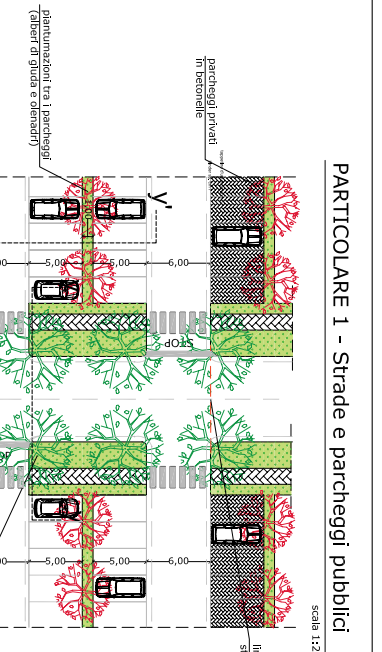 PARTICOLARE 1 - Strade e parcheggi pubblici
scala 1:2
parcheggi privati
in betonelle
piantumazioni tra i parcheggi
(alberi di giuda e olenadri)
y'
5,00
5,00
6,00
STOP
5,00
5,00
6,00